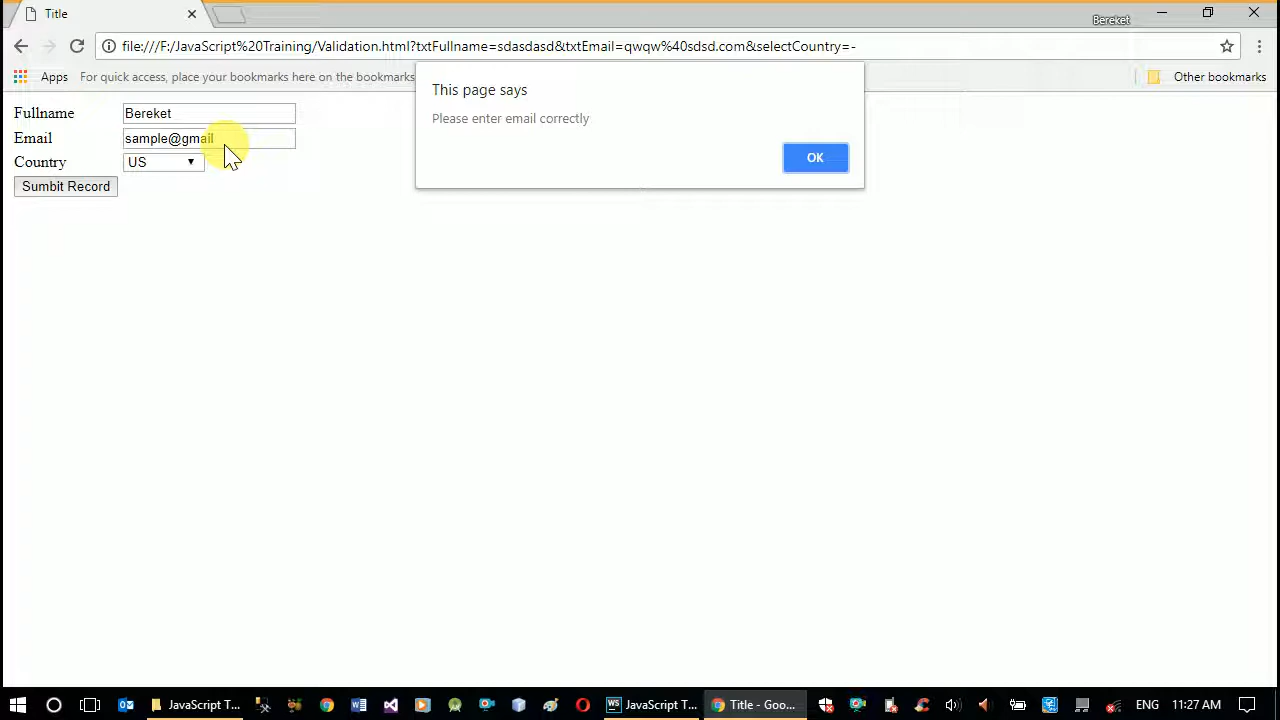 Title
Bereket
file:///F:/JavaScript%20Training/Validation.html?txtFullname=sdasdasd&txtEmail=qwqw%40sdsd.com&selectCountry=-
Apps For quick access, place your bookmarks here on the bookmarks
Other bookmarks
This page says
Please enter email correctly
OK
Fullname Bereket
Email sample@gmail
Country US
Sumbit Record
JavaScript T...
JavaScript T...
Title - Goo...
ENG 11:27 AM